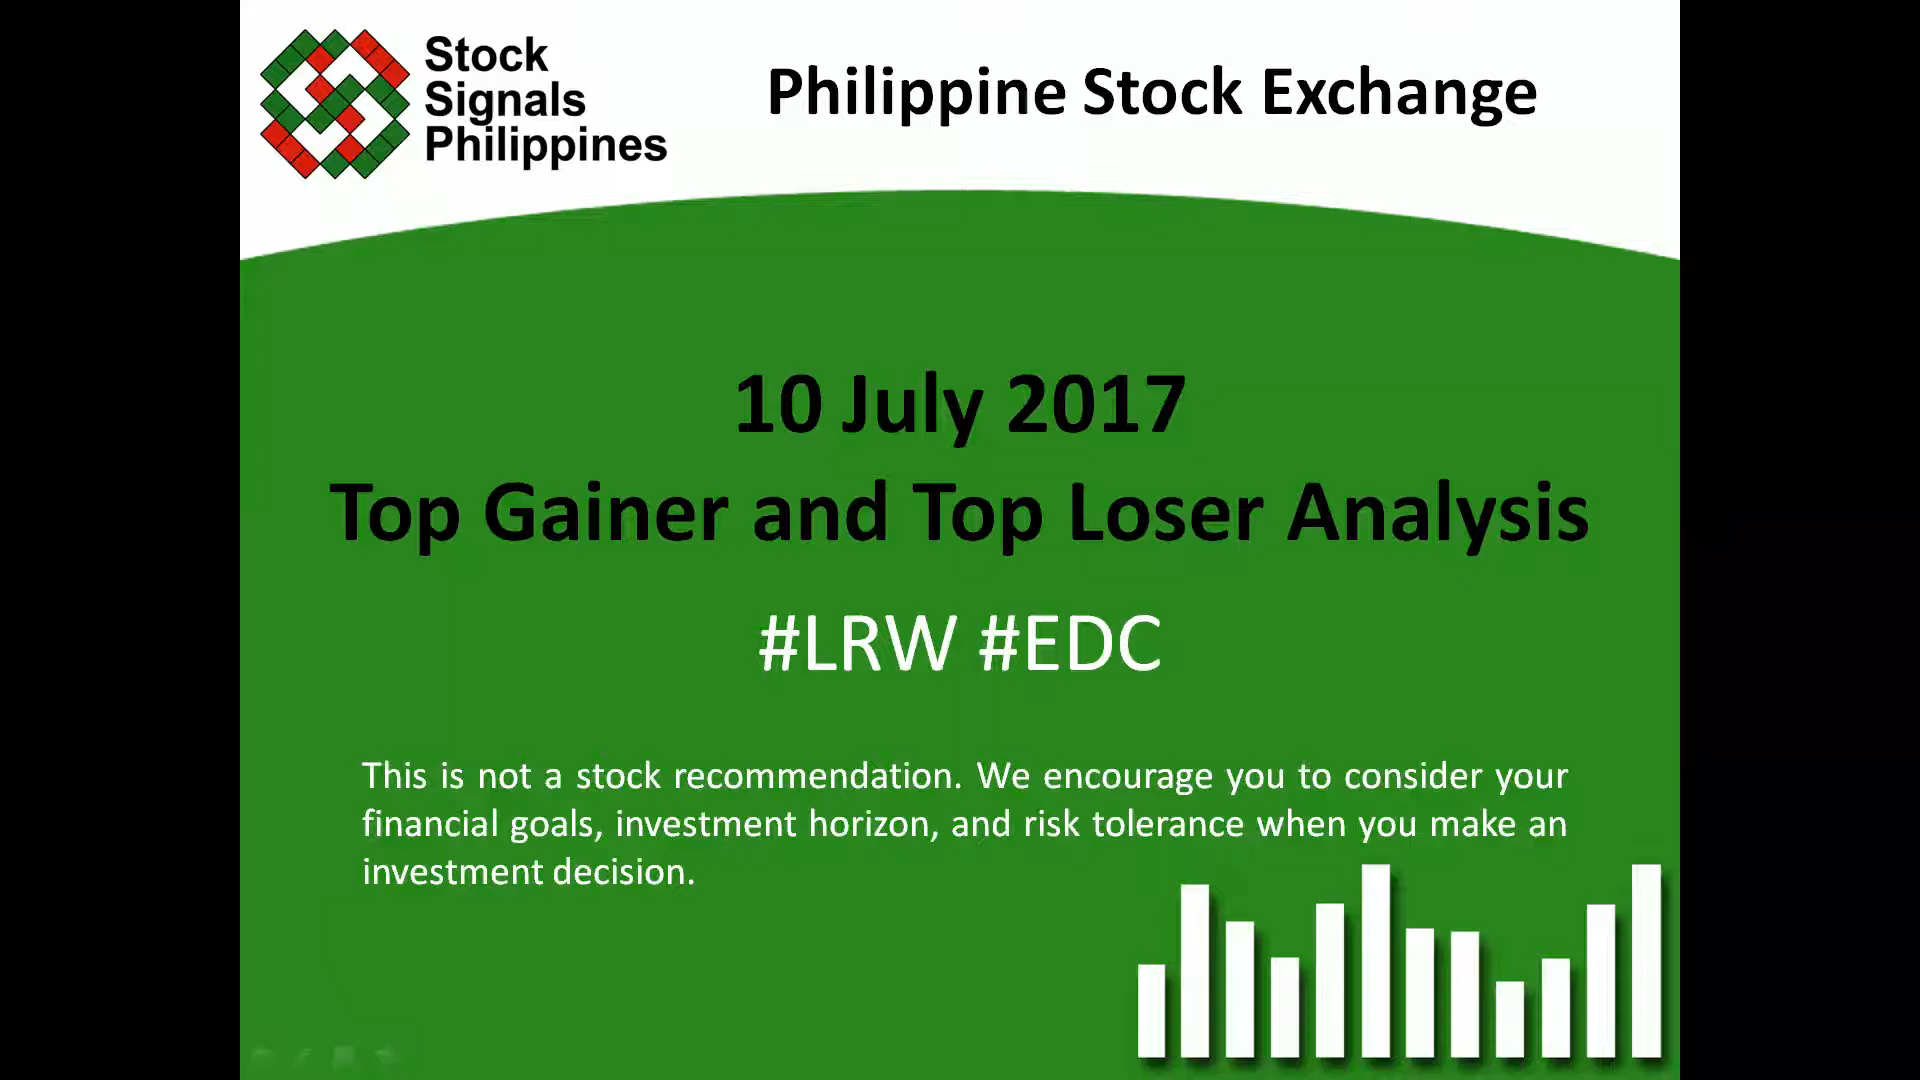 Stock
Signals
Philippines
Philippine Stock Exchange
10 July 2017
Top Gainer and Top Loser Analysis
#LRW #EDC
This is not a stock recommendation. We encourage you to consider your
financial goals, investment horizon, and risk tolerance when you make an
investment decision.